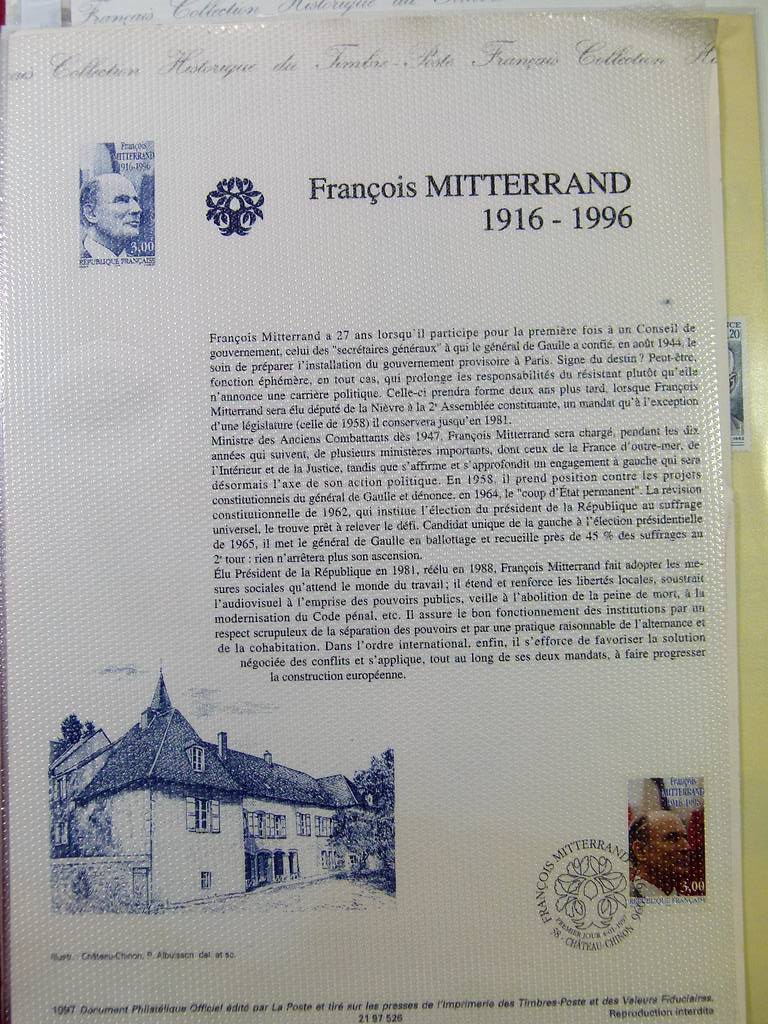 Français Collection Historique du
Collection Historique du Timbre-Poste Français Collection
François
MITTERRAND
1916-1996
3,00
RÉPUBLIQUE FRANÇAISE
François MITTERRAND
1916 - 1996
François Mitterrand a 27 ans lorsqu'il participe pour la première fois à un Conseil de
gouvernement, celui des "secrétaires généraux" à qui le général de Gaulle a confié, en août 1944, le
soin de préparer l'installation du gouvernement provisoire à Paris. Signe du destin ? Peut-être,
fonction éphémère, en tout cas, qui prolonge les responsabilités du résistant plutôt qu'elle
n'annonce une carrière politique. Celle-ci prendra forme deux ans plus tard, lorsque François
Mitterrand sera élu député de la Nièvre à la 2e Assemblée constituante, un mandat qu'à l'exception
d'une législature (celle de 1958) il conservera jusqu'en 1981.
Ministre des Anciens Combattants dès 1947, François Mitterrand sera chargé, pendant les dix
années qui suivent, de plusieurs ministères importants, dont ceux de la France d'outre-mer, de
l'Intérieur et de la Justice, tandis que s'affirme et s'approfondit un engagement à gauche qui sera
désormais l'axe de son action politique. En 1958, il prend position contre les projets
constitutionnels du général de Gaulle et dénonce, en 1964, le "coup d'État permanent". La révision
constitutionnelle de 1962, qui institue l'élection du président de la République au suffrage
universel, le trouve prêt à relever le défi. Candidat unique de la gauche à l'élection présidentielle
de 1965, il met le général de Gaulle en ballottage et recueille près de 45 % des suffrages au
2e tour : rien n'arrêtera plus son ascension.
Élu Président de la République en 1981, réélu en 1988, François Mitterrand fait adopter les me-
sures sociales qu'attend le monde du travail ; il étend et renforce les libertés locales, soustrait
l'audiovisuel à l'emprise des pouvoirs publics, veille à l'abolition de la peine de mort, à la
modernisation du Code pénal, etc. Il assure le bon fonctionnement des institutions par un
respect scrupuleux de la séparation des pouvoirs et par une pratique raisonnable de l'alternance et
de la cohabitation. Dans l'ordre international, enfin, il s'efforce de favoriser la solution
négociée des conflits et s'applique, tout au long de ses deux mandats, à faire progresser
la construction européenne.
François
MITTERRAND
1916-1996
3,00
RÉPUBLIQUE FRANÇAISE
FRANÇOIS MITTERRAND
PREMIER JOUR
58 - CHÂTEAU-CHINON
Illustr. : Château-Chinon, P. Albuisson del. et sc.
1997 Document Philatélique Officiel édité par La Poste et tiré sur les presses de l'Imprimerie des Timbres-Poste et des Valeurs Fiduciaires.
21 97 526
Reproduction interdite